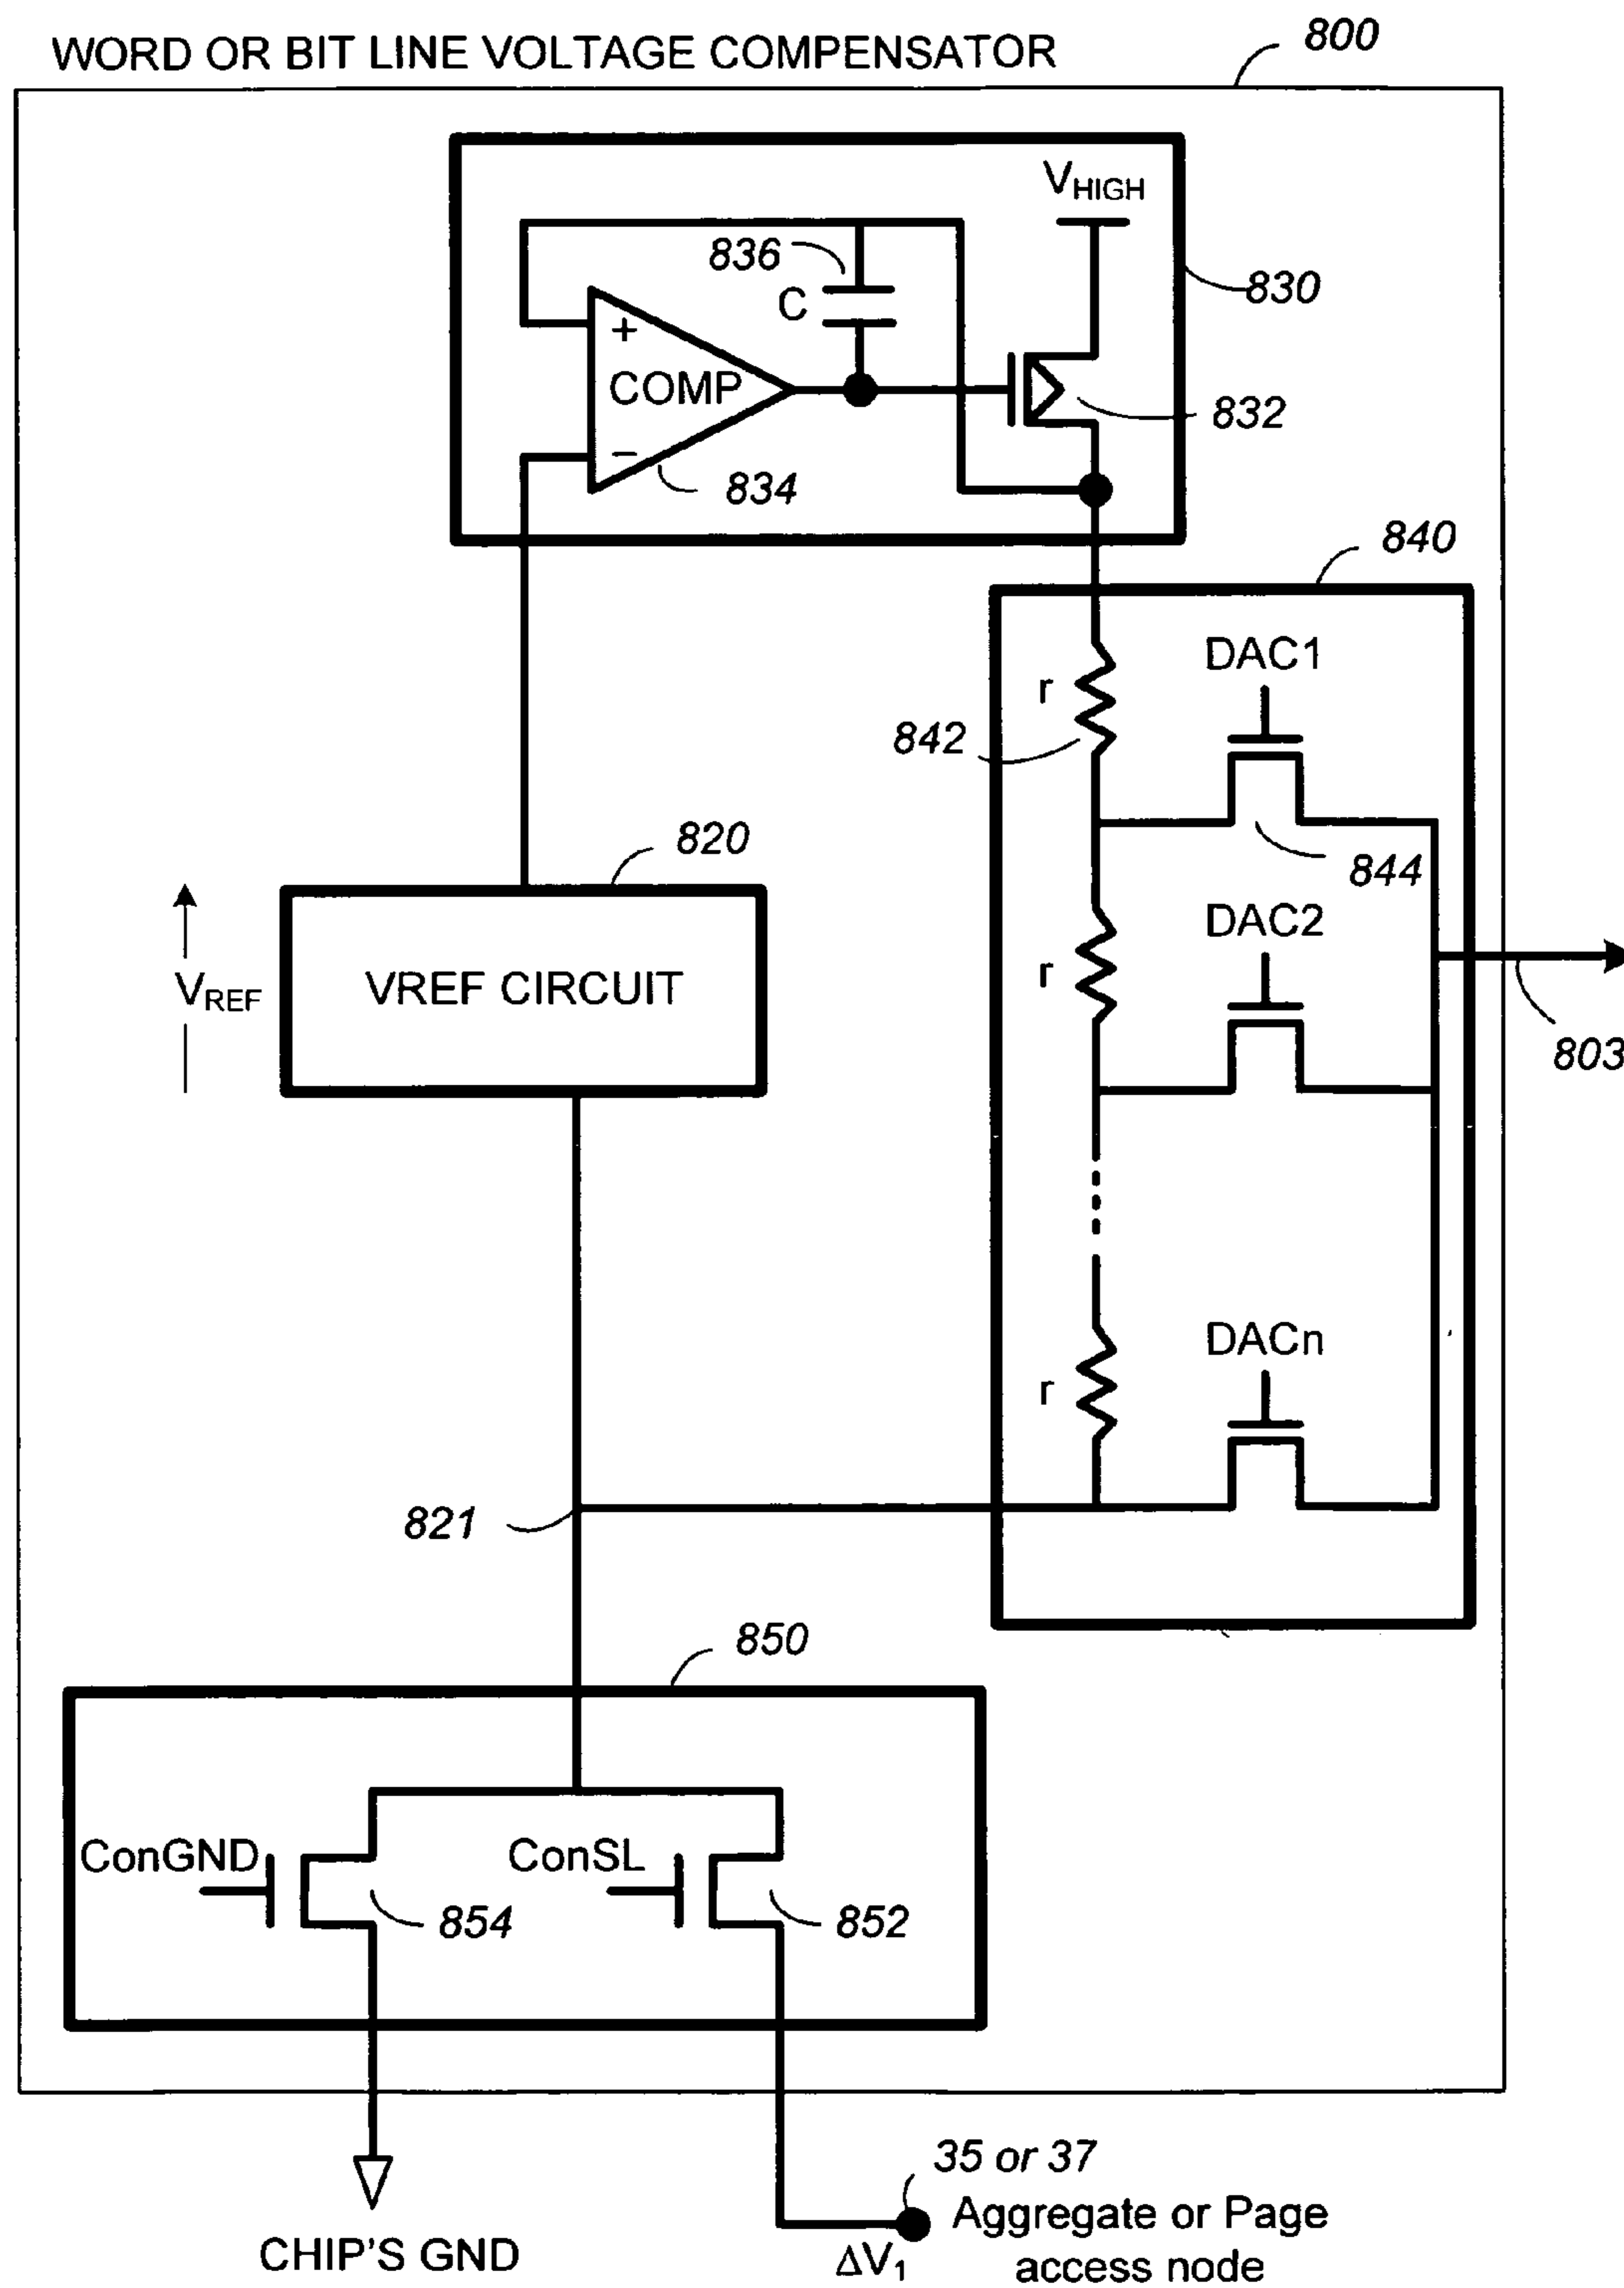 WORD OR BIT LINE VOLTAGE COMPENSATOR
800
VHIGH
836
C
830
+
COMP
832
−
834
840
DAC1
r
842
844
820
DAC2
VREF
VREF CIRCUIT
r
803
DACn
r
821
850
ConGND
ConSL
854
852
35 or 37
Aggregate or Page
access node
CHIP'S GND
ΔV1